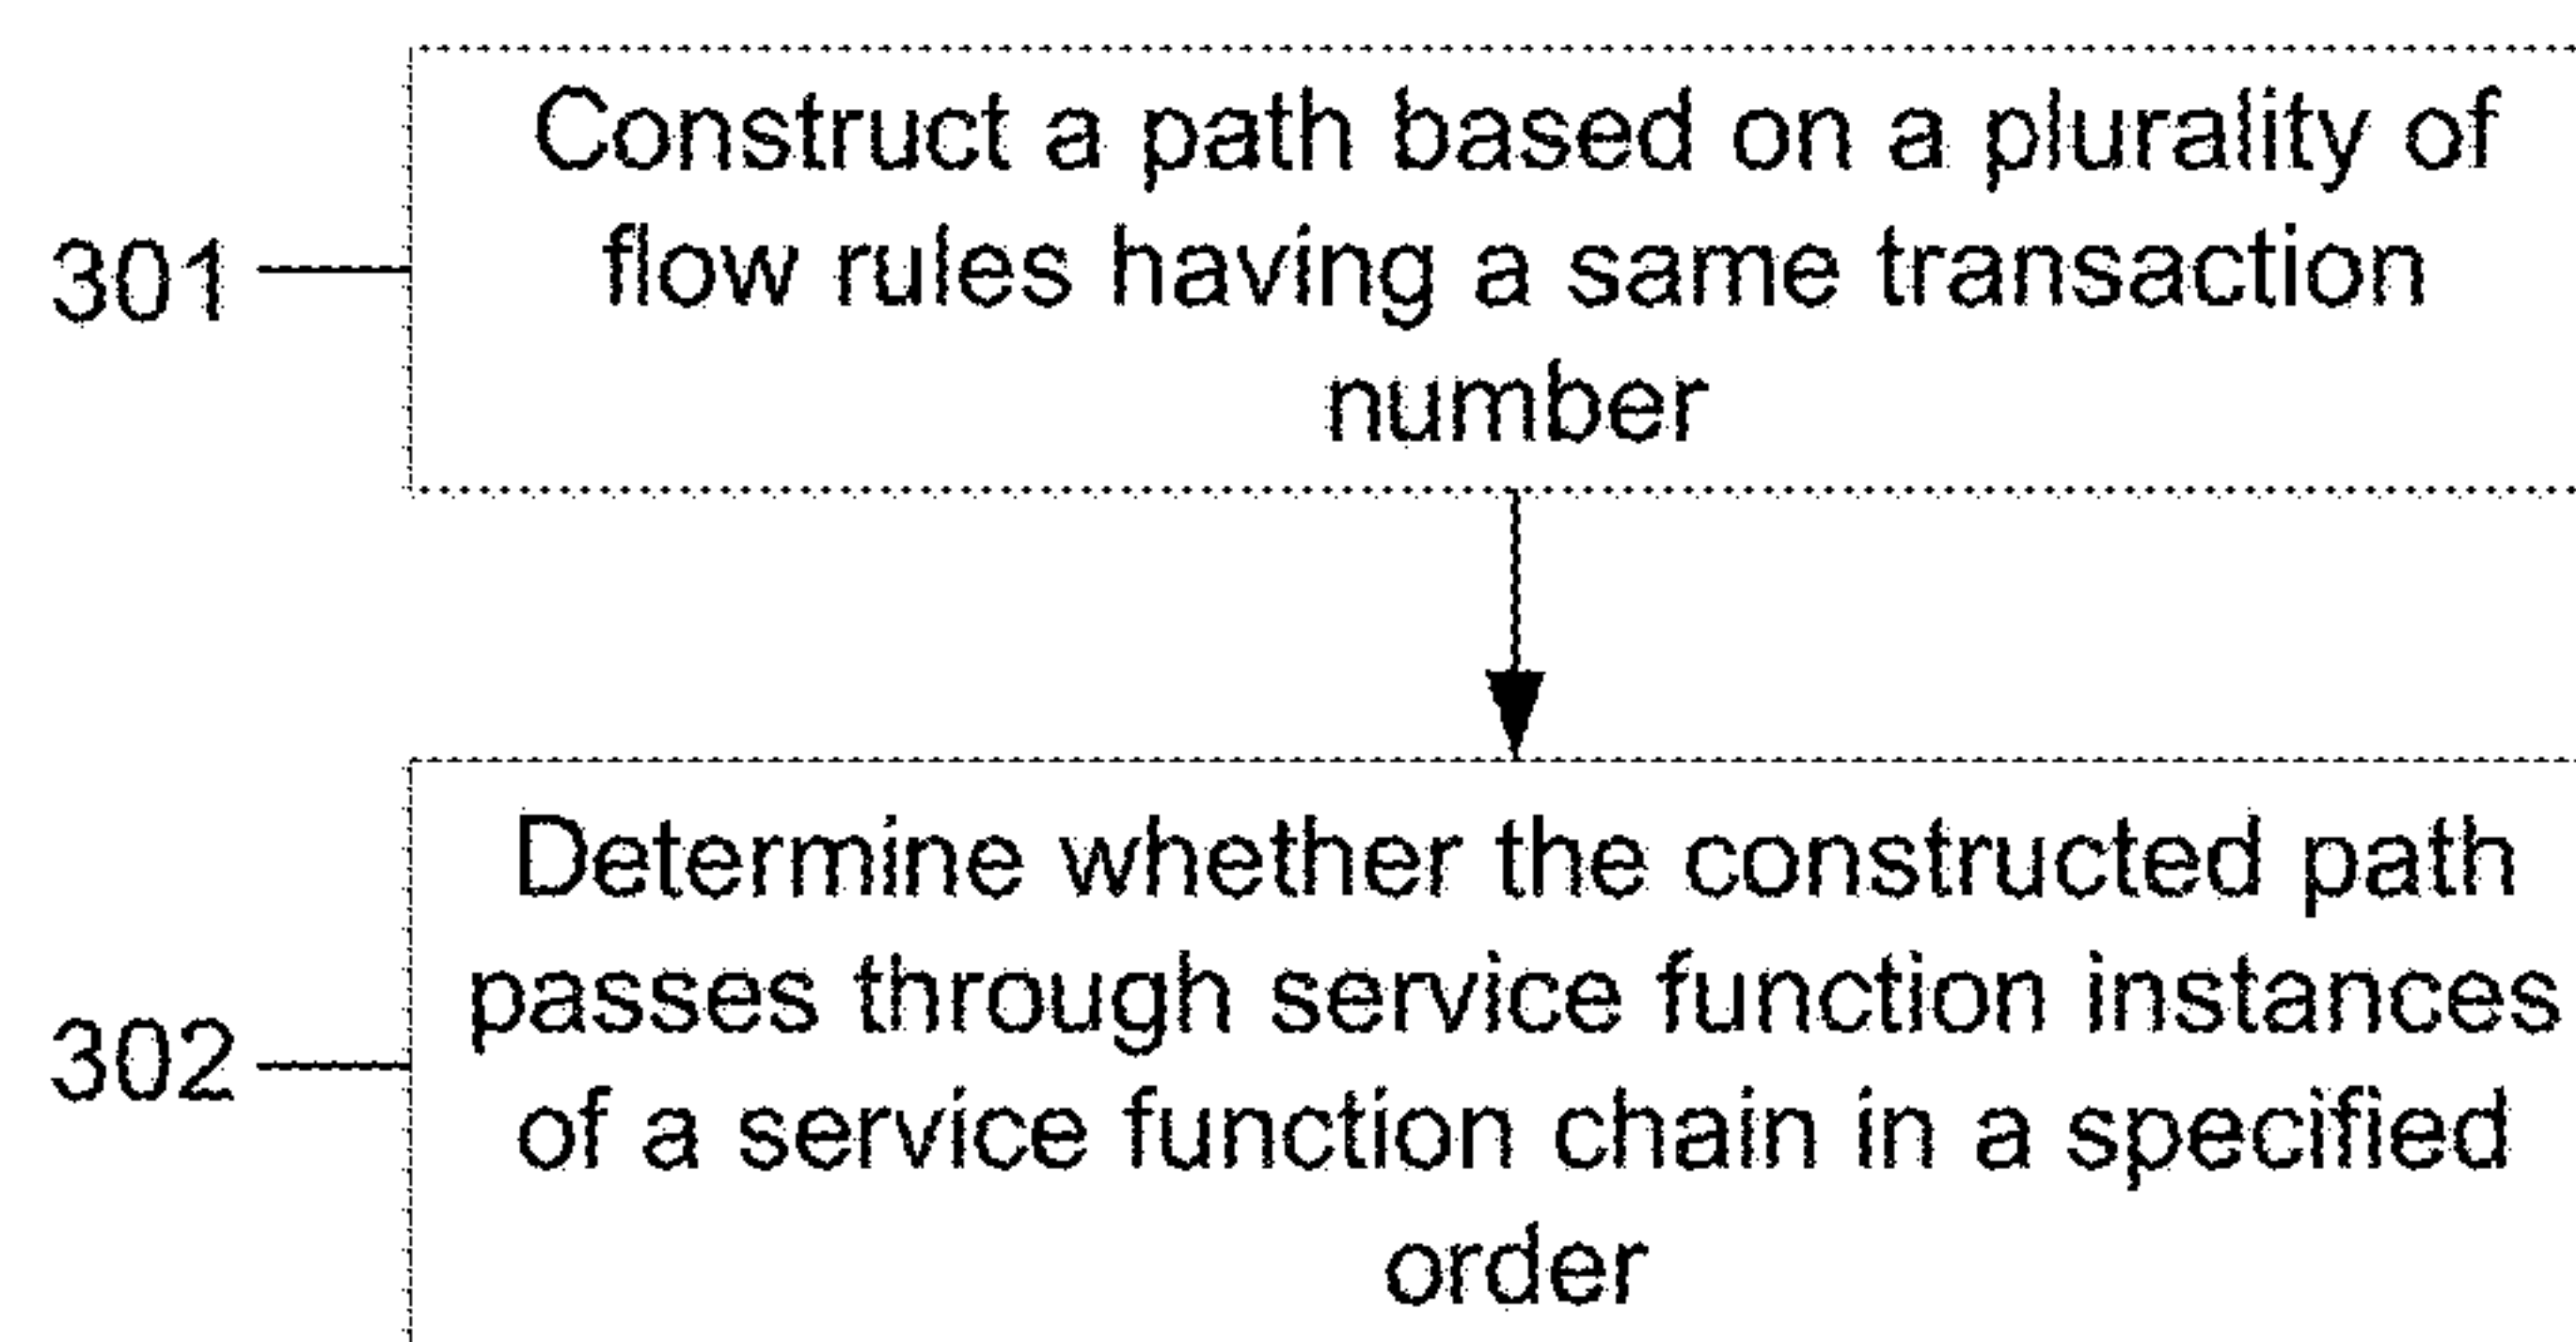 Construct a path based on a plurality of
301
flow rules having a same transaction
number
Determine whether the constructed path
passes through service function instances
302
of a service function chain in a specified
order